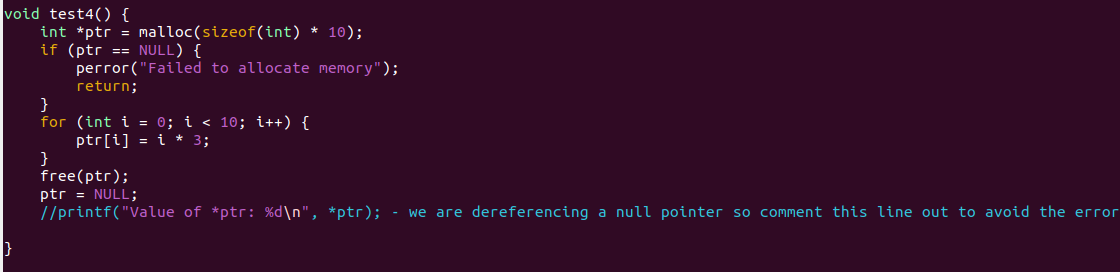 void test4() {
    int *ptr = malloc(sizeof(int) * 10);
    if (ptr == NULL) {
        perror("Failed to allocate memory");
        return;
    }
    for (int i = 0; i < 10; i++) {
        ptr[i] = i * 3;
    }
    free(ptr);
    ptr = NULL;
    //printf("Value of *ptr: %d\n", *ptr); - we are dereferencing a null pointer so comment this line out to avoid the error
}